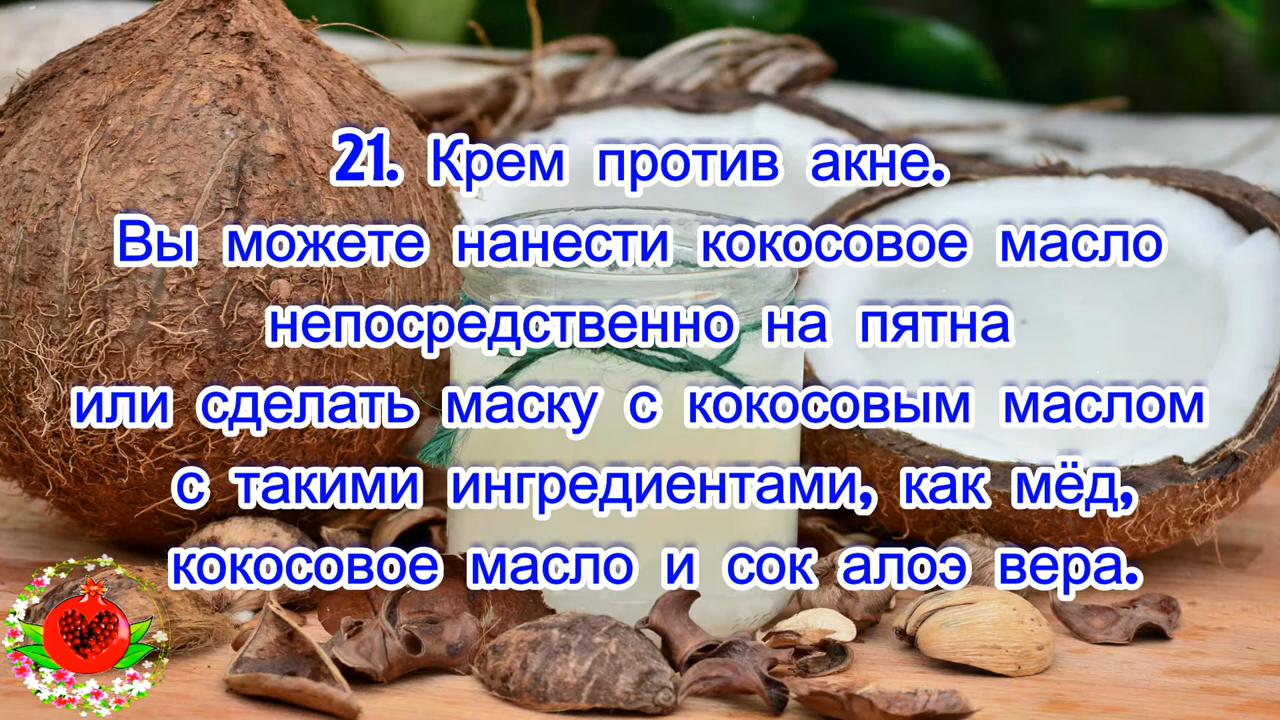 21. Крем против акне.
Вы можете нанести кокосовое масло
непосредственно на пятна
или сделать маску с кокосовым маслом
с такими ингредиентами, как мёд,
кокосовое масло и сок алоэ вера.